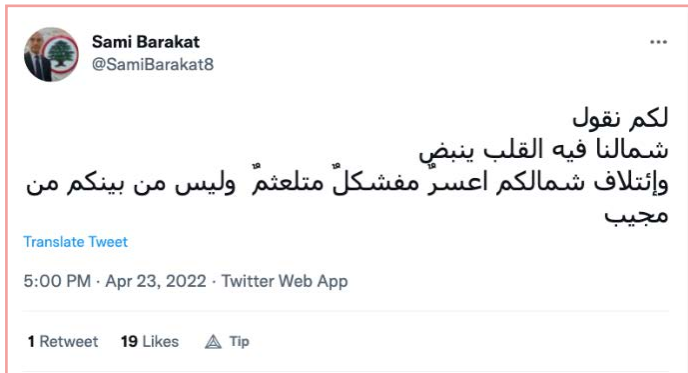 Sami Barakat
@SamiBarakat8
لكم نقول
شمالنا فيه القلب ينبض
وإئتلاف شمالكم اعسرٌ مفشكلٌ متلعثمٌ وليس من بينكم من
مجيب
Translate Tweet
5:00 PM · Apr 23, 2022 · Twitter Web App
1 Retweet 19 Likes Tip